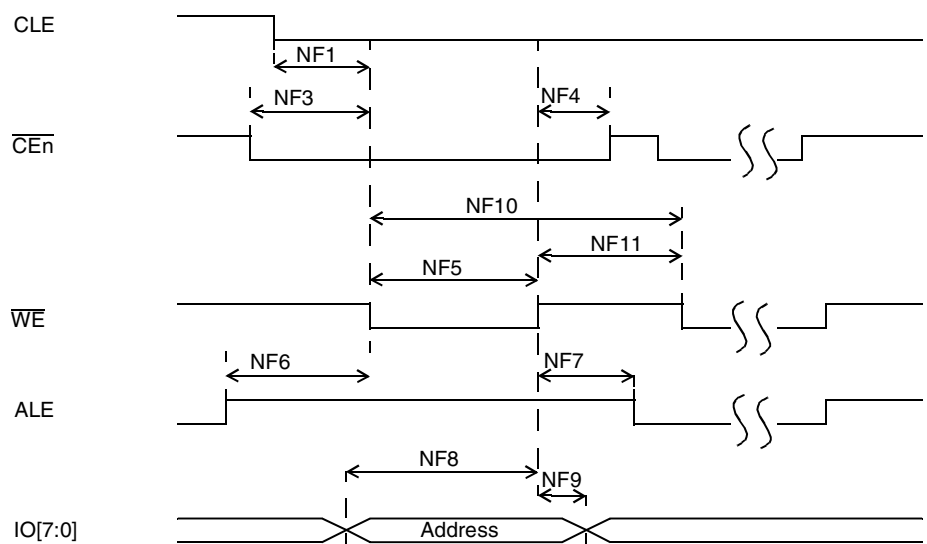 CLE
NF1
NF3
NF4
CEn
NF10
NF11
NF5
WE
NF6
NF7
ALE
NF8
NF9
IO[7:0]
Address